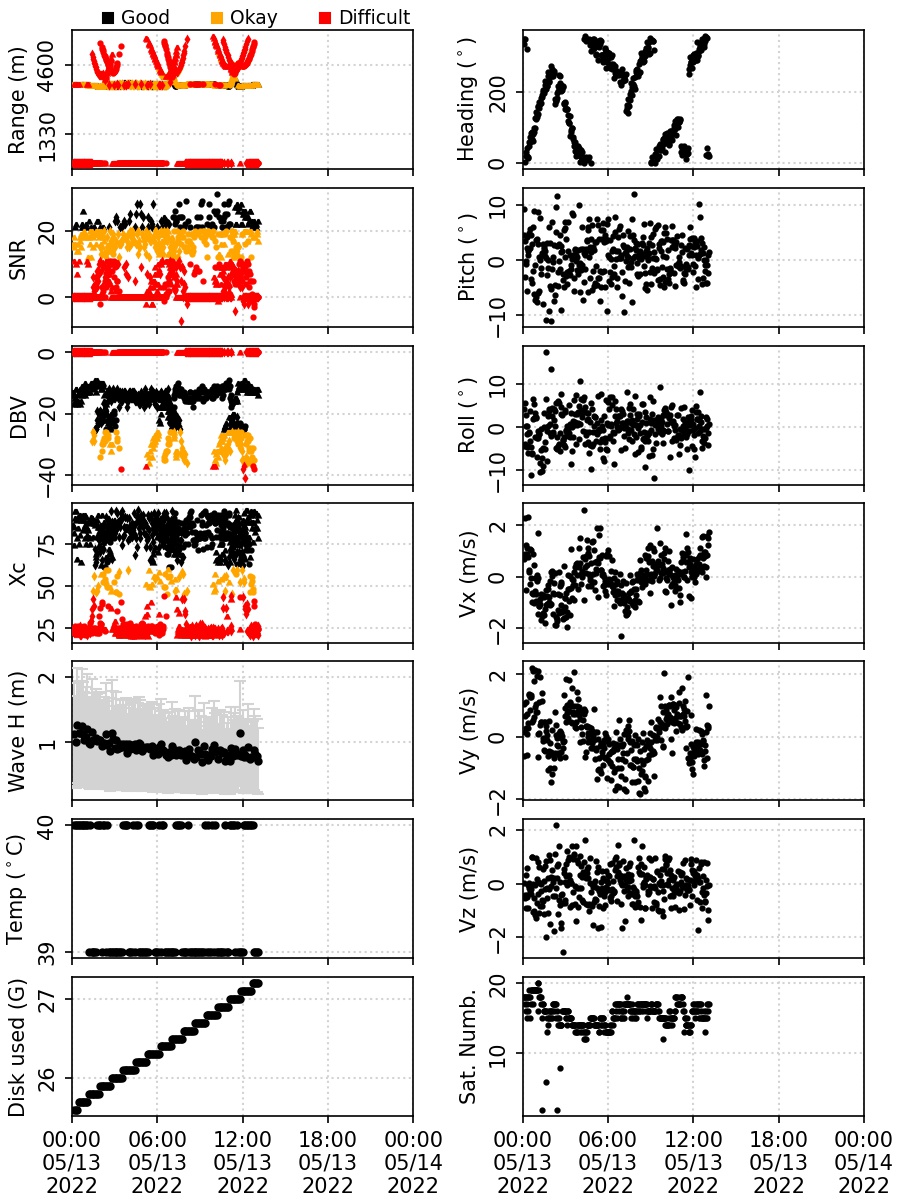 Good Okay Difficult
Range (m)
4600
1330
Heading (°)
200
0
SNR
20
0
Pitch (°)
10
0
−10
DBV
0
−20
−40
Roll (°)
10
0
−10
Xc
75
50
25
Vx (m/s)
2
0
−2
Wave H (m)
2
1
Vy (m/s)
2
0
−2
Temp (°C)
40
39
Vz (m/s)
2
0
−2
Disk used (G)
27
26
Sat. Numb.
20
10
00:00 06:00 12:00 18:00 00:00
05/13 05/13 05/13 05/13 05/14
2022 2022 2022 2022 2022
00:00 06:00 12:00 18:00 00:00
05/13 05/13 05/13 05/13 05/14
2022 2022 2022 2022 2022